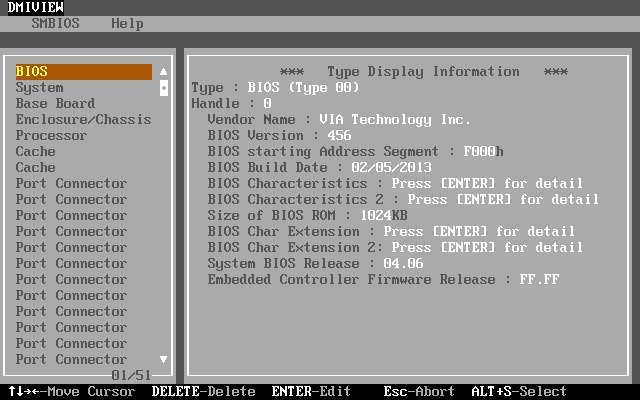 DMIVIEW
SMBIOS Help
BIOS
System
Base Board
Enclosure/Chassis
Processor
Cache
Cache
Port Connector
Port Connector
Port Connector
Port Connector
Port Connector
Port Connector
Port Connector
Port Connector
Port Connector
Port Connector
Port Connector
Port Connector
01/51
*** Type Display Information ***
Type : BIOS (Type 00)
Handle : 0
Vendor Name : VIA Technology Inc.
BIOS Version : 456
BIOS starting Address Segment : F000h
BIOS Build Date : 02/05/2013
BIOS Characteristics : Press [ENTER] for detail
BIOS Characteristics 2 : Press [ENTER] for detail
Size of BIOS ROM : 1024KB
BIOS Char Extension : Press [ENTER] for detail
BIOS Char Extension 2: Press [ENTER] for detail
System BIOS Release : 04.06
Embedded Controller Firmware Release : FF.FF
↑↓→←-Move Cursor DELETE-Delete ENTER-Edit Esc-Abort ALT+S-Select